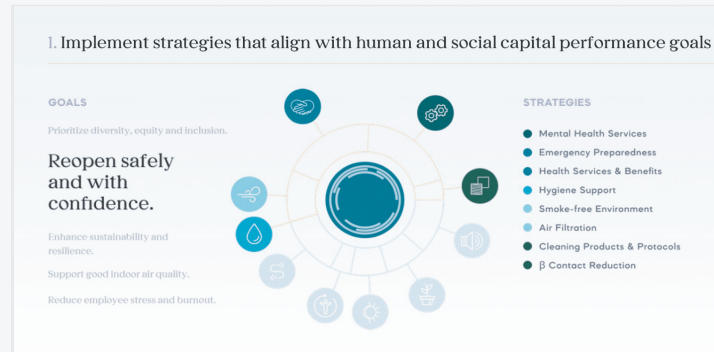 1. Implement strategies that align with human and social capital performance goals
GOALS
Prioritize diversity, equity and inclusion.
Reopen safely
and with
confidence.
Enhance sustainability and
resilience.
Support good indoor air quality.
Reduce employee stress and burnout.
STRATEGIES
Mental Health Services
Emergency Preparedness
Health Services & Benefits
Hygiene Support
Smoke-free Environment
Air Filtration
Cleaning Products & Protocols
β Contact Reduction